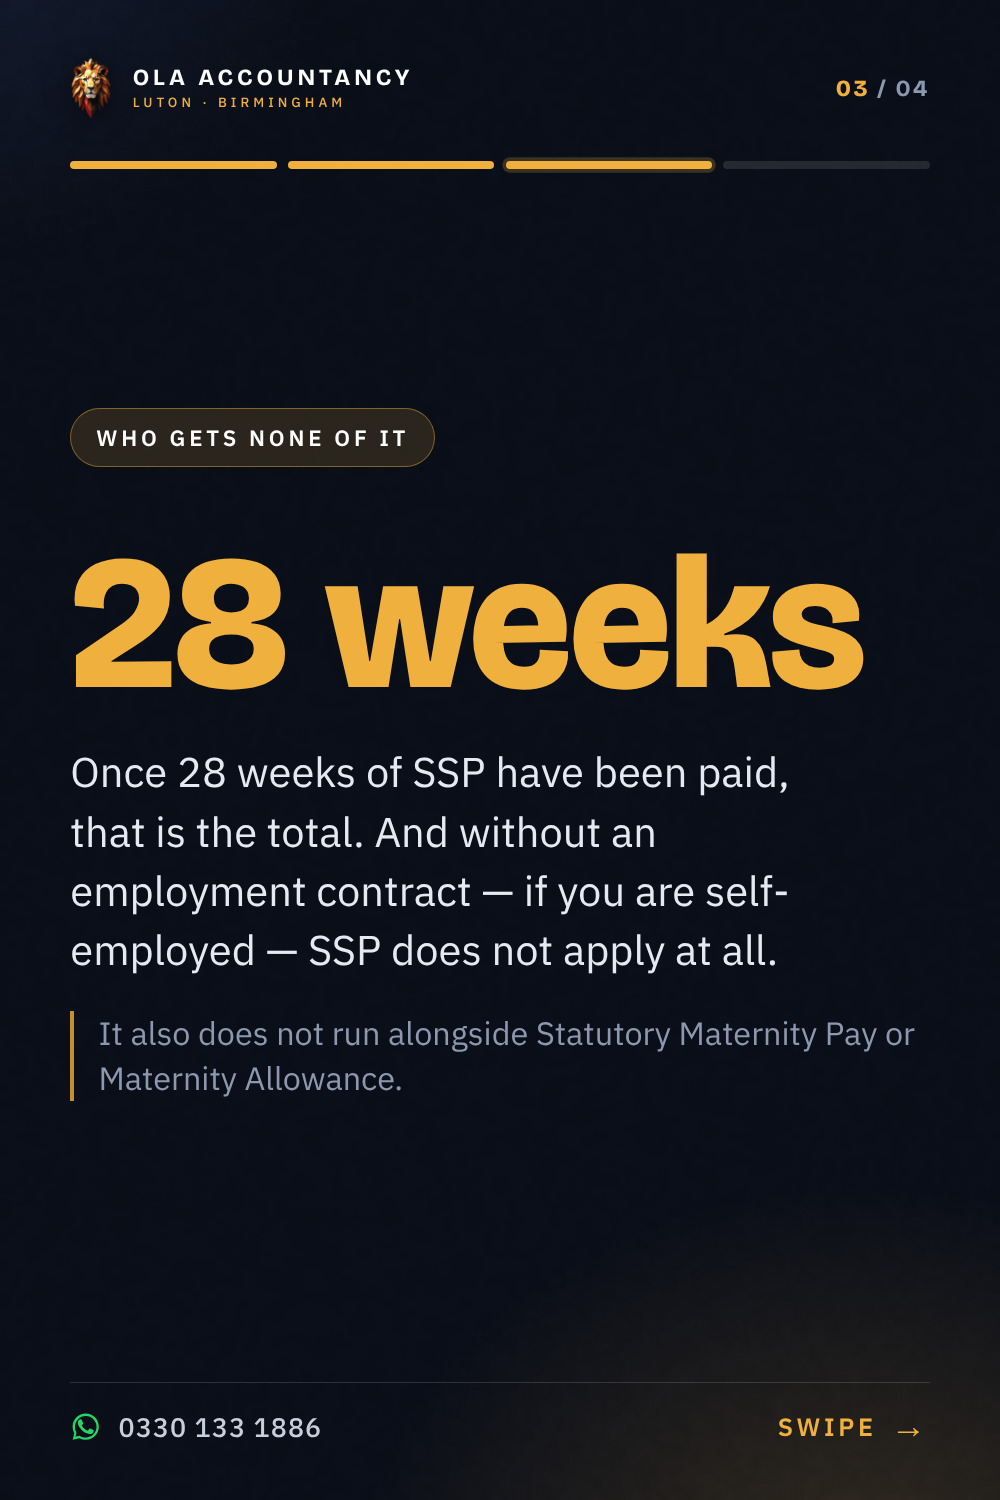 OLA ACCOUNTANCY
LUTON · BIRMINGHAM
03 / 04
WHO GETS NONE OF IT
28 weeks
Once 28 weeks of SSP have been paid,
that is the total. And without an
employment contract — if you are self-
employed — SSP does not apply at all.
It also does not run alongside Statutory Maternity Pay or
Maternity Allowance.
0330 133 1886
SWIPE →